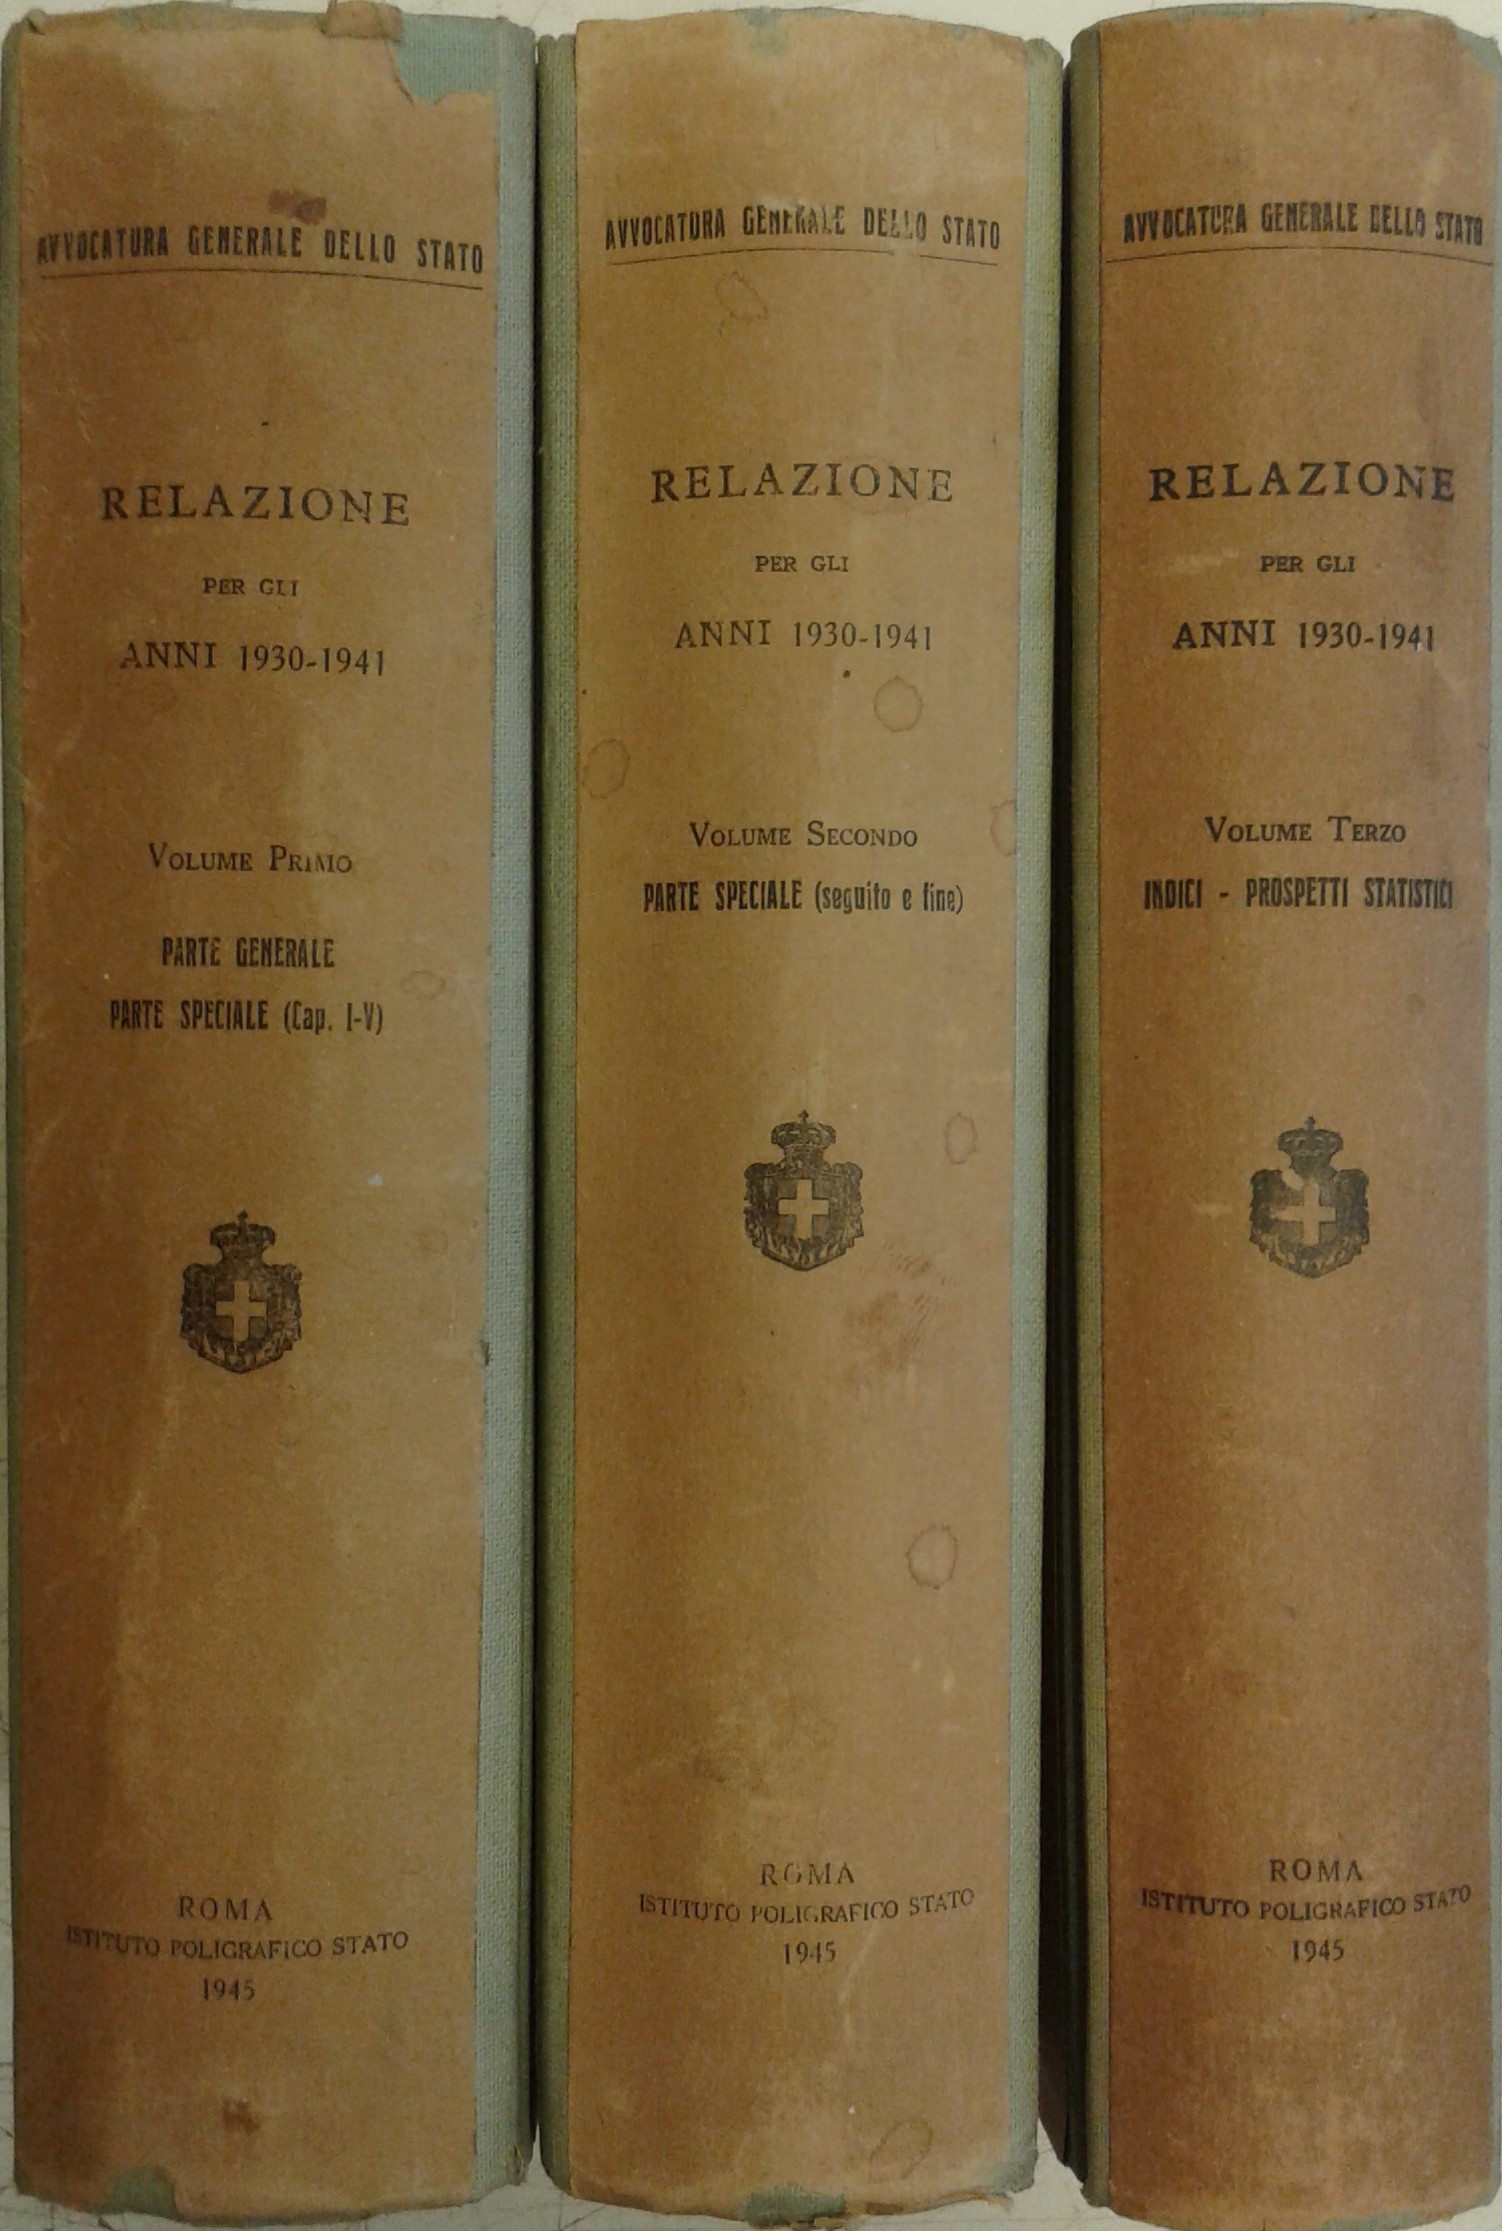 AVVOCATURA GENERALE DELLO STATO
RELAZIONE
PER GLI
ANNI 1930-1941
VOLUME PRIMO
PARTE GENERALE
PARTE SPECIALE (Cap. I-V)
ROMA
ISTITUTO POLIGRAFICO STATO
1945
AVVOCATURA GENERALE DELLO STATO
RELAZIONE
PER GLI
ANNI 1930-1941
VOLUME SECONDO
PARTE SPECIALE (seguito e fine)
ROMA
ISTITUTO POLIGRAFICO STATO
1945
AVVOCATURA GENERALE DELLO STATO
RELAZIONE
PER GLI
ANNI 1930-1941
VOLUME TERZO
INDICI - PROSPETTI STATISTICI
ROMA
ISTITUTO POLIGRAFICO STATO
1945